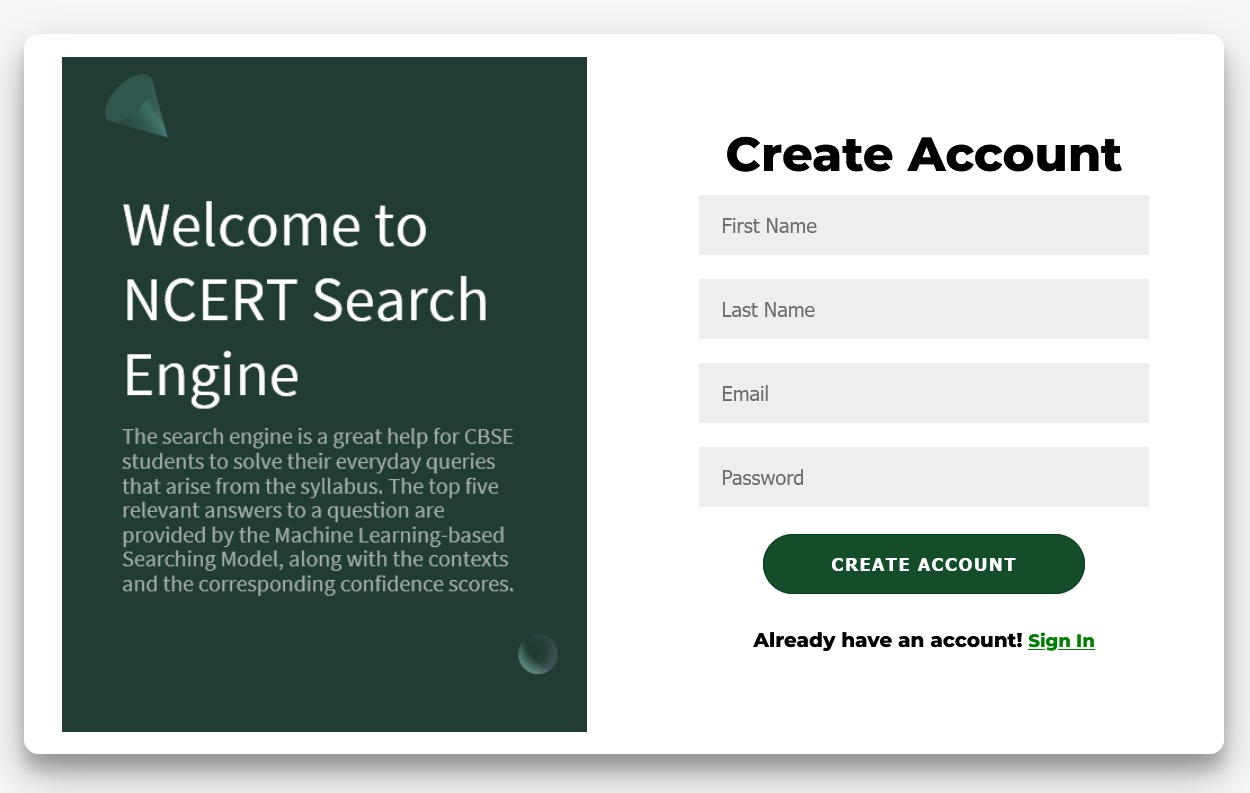 Welcome to
NCERT Search
Engine
The search engine is a great help for CBSE
students to solve their everyday queries
that arise from the syllabus. The top five
relevant answers to a question are
provided by the Machine Learning-based
Searching Model, along with the contexts
and the corresponding confidence scores.
Create Account
First Name
Last Name
Email
Password
CREATE ACCOUNT
Already have an account! Sign In